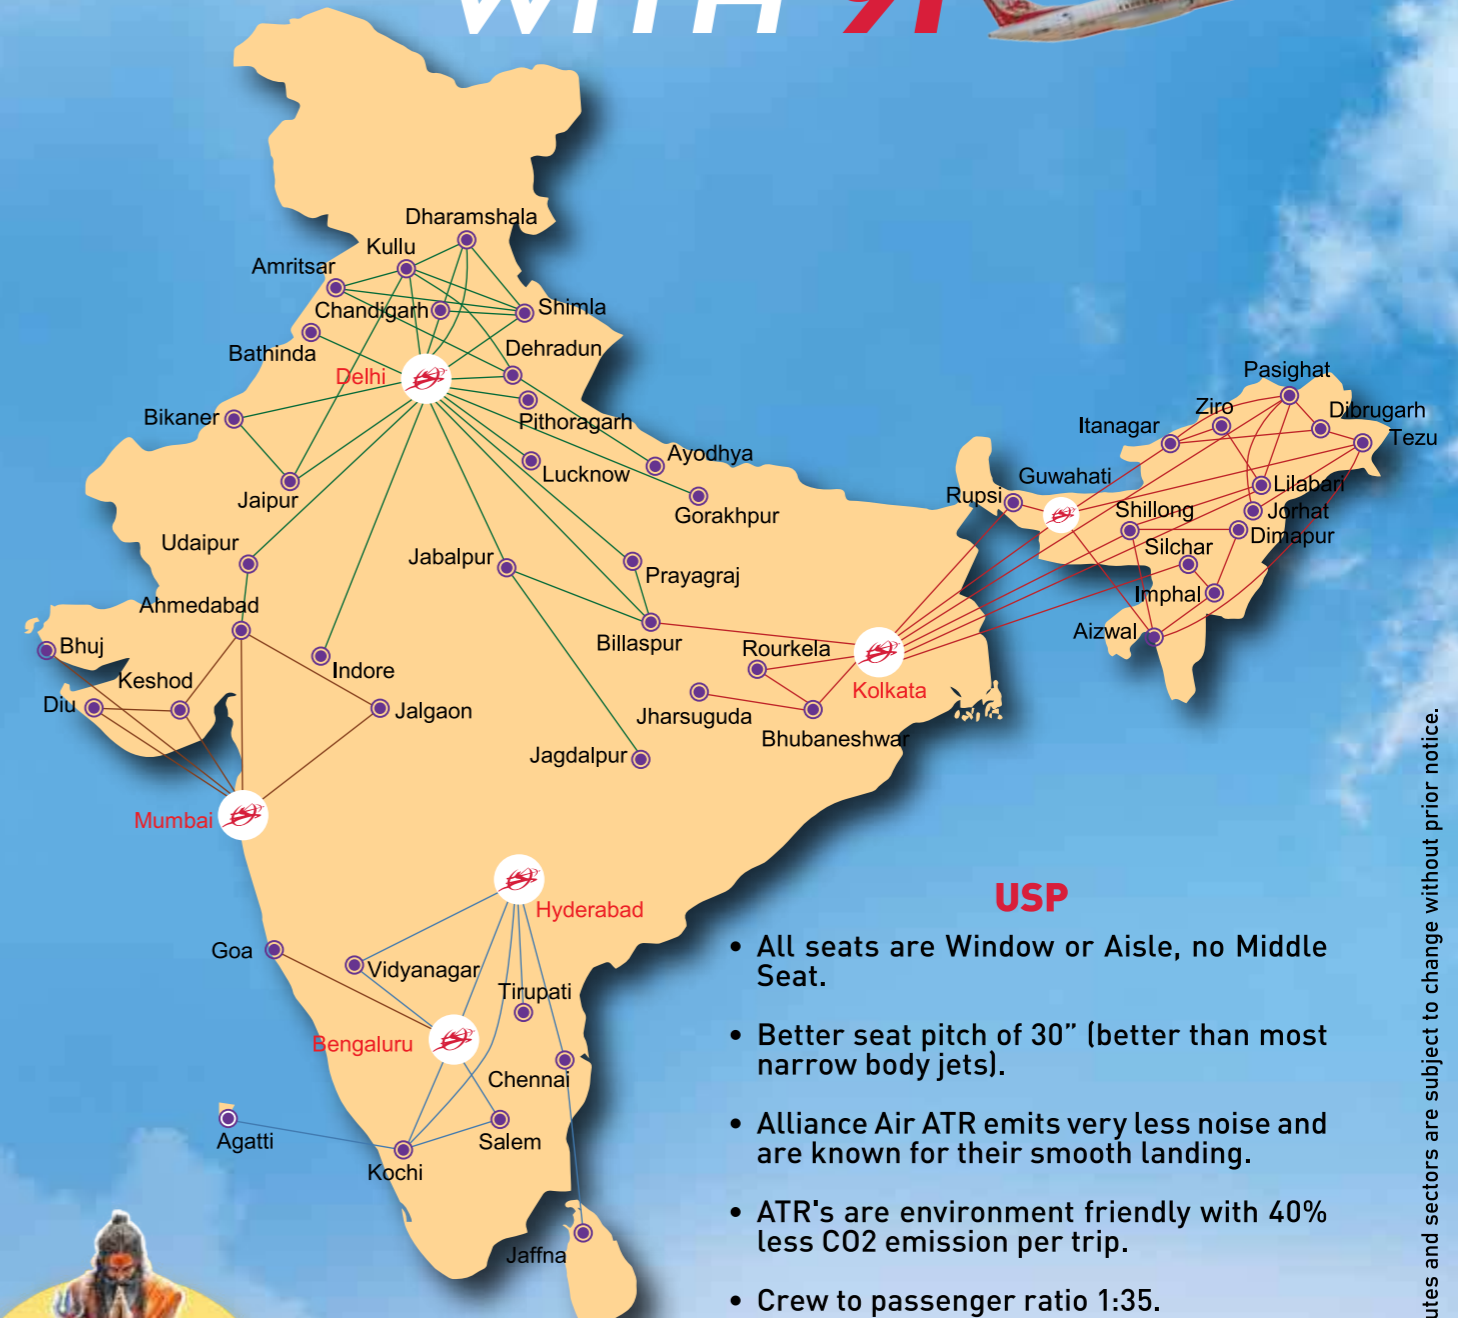 WITH 9I
Dharamshala
Kullu
Amritsar
Chandigarh
Shimla
Bathinda
Dehradun
Delhi
Bikaner
Pithoragarh
Ayodhya
Lucknow
Jaipur
Gorakhpur
Udaipur
Jabalpur
Prayagraj
Ahmedabad
Bhuj
Billaspur
Indore
Rourkela
Keshod
Diu
Jalgaon
Jharsuguda
Kolkata
Bhubaneshwar
Jagdalpur
Mumbai
Pasighat
Ziro
Dibrugarh
Itanagar
Tezu
Guwahati
Rupsi
Lilabari
Shillong
Jorhat
Dimapur
Silchar
Imphal
Aizwal
Hyderabad
Goa
Vidyanagar
Tirupati
Bengaluru
Chennai
Agatti
Salem
Kochi
Jaffna
USP
• All seats are Window or Aisle, no Middle
Seat.
• Better seat pitch of 30” (better than most
narrow body jets).
• Alliance Air ATR emits very less noise and
are known for their smooth landing.
• ATR's are environment friendly with 40%
less CO2 emission per trip.
• Crew to passenger ratio 1:35.
utes and sectors are subject to change without prior notice.